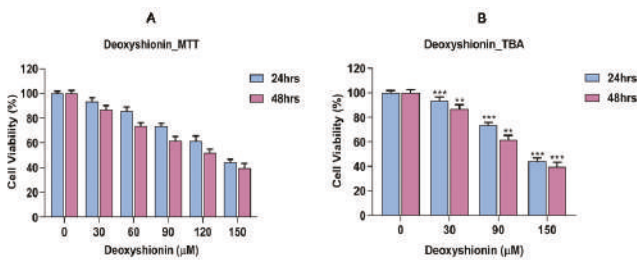 A
Deoxyshionin_MTT
120
100
80
60
40
20
0
Cell Viability (%)
0 30 60 90 120 150
Deoxyshionin (µM)
24hrs
48hrs
B
Deoxyshionin_TBA
120
100
80
60
40
20
0
Cell Viability (%)
*** ** *** ** *** ***
0 30 90 150
Deoxyshionin (µM)
24hrs
48hrs